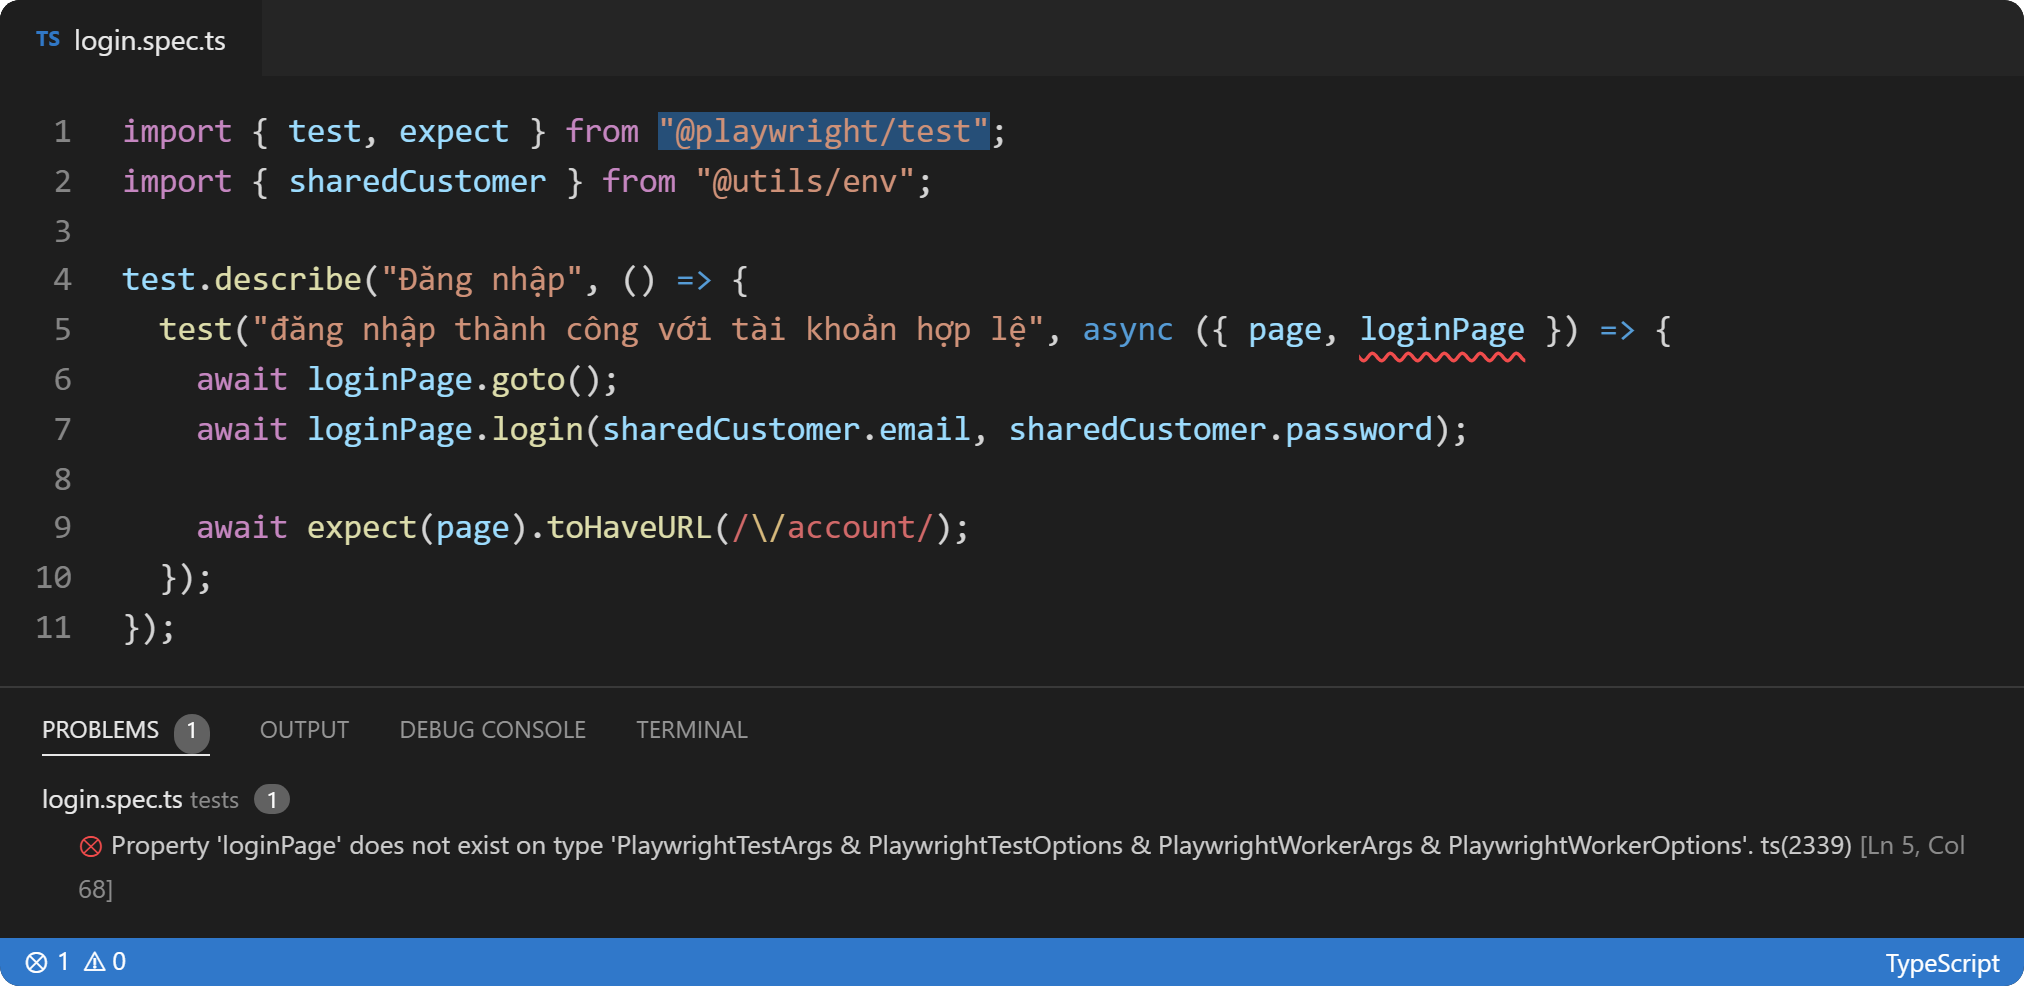 TS login.spec.ts
1 import { test, expect } from "@playwright/test";
2 import { sharedCustomer } from "@utils/env";
3
4 test.describe("Đăng nhập", () => {
5   test("đăng nhập thành công với tài khoản hợp lệ", async ({ page, loginPage }) => {
6     await loginPage.goto();
7     await loginPage.login(sharedCustomer.email, sharedCustomer.password);
8
9     await expect(page).toHaveURL(/\/account/);
10   });
11 });
PROBLEMS 1 OUTPUT DEBUG CONSOLE TERMINAL
login.spec.ts tests 1
Property 'loginPage' does not exist on type 'PlaywrightTestArgs & PlaywrightTestOptions & PlaywrightWorkerArgs & PlaywrightWorkerOptions'. ts(2339) [Ln 5, Col
68]
1 0 TypeScript